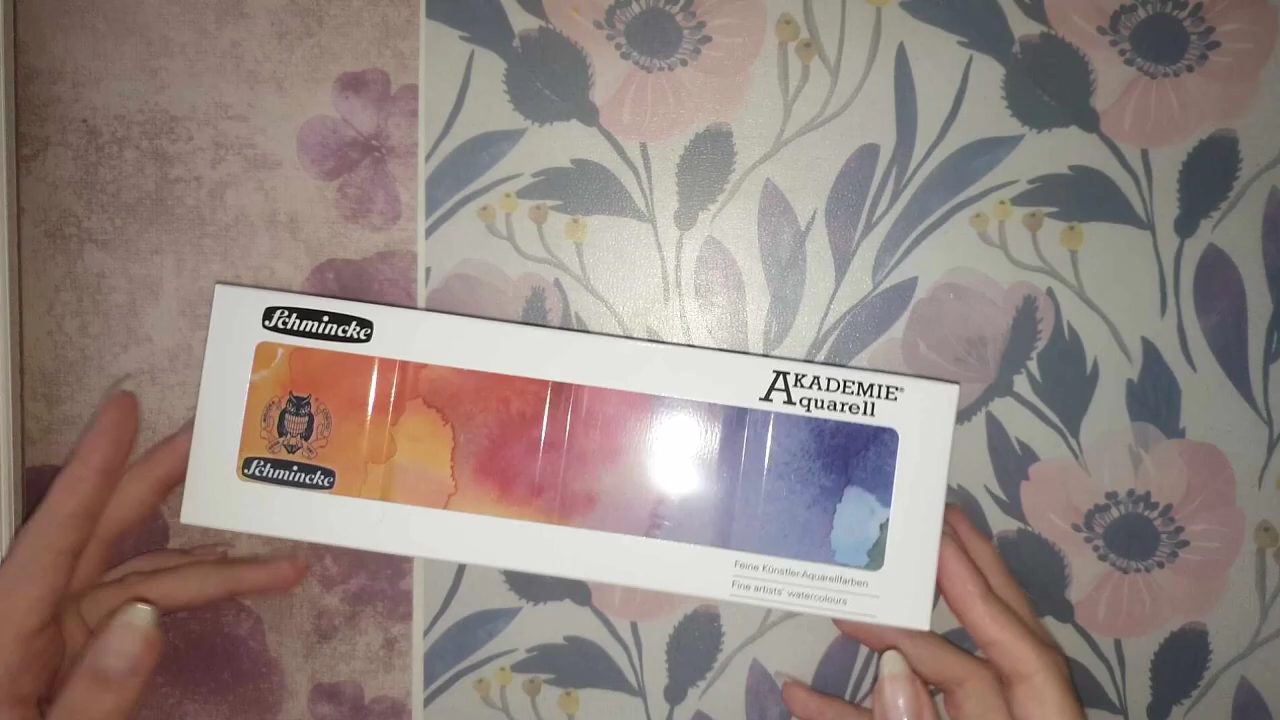 Schmincke
AKADEMIE®
Aquarell
Schmincke
Feine Künstler-Aquarellfarben
Fine artists' watercolours